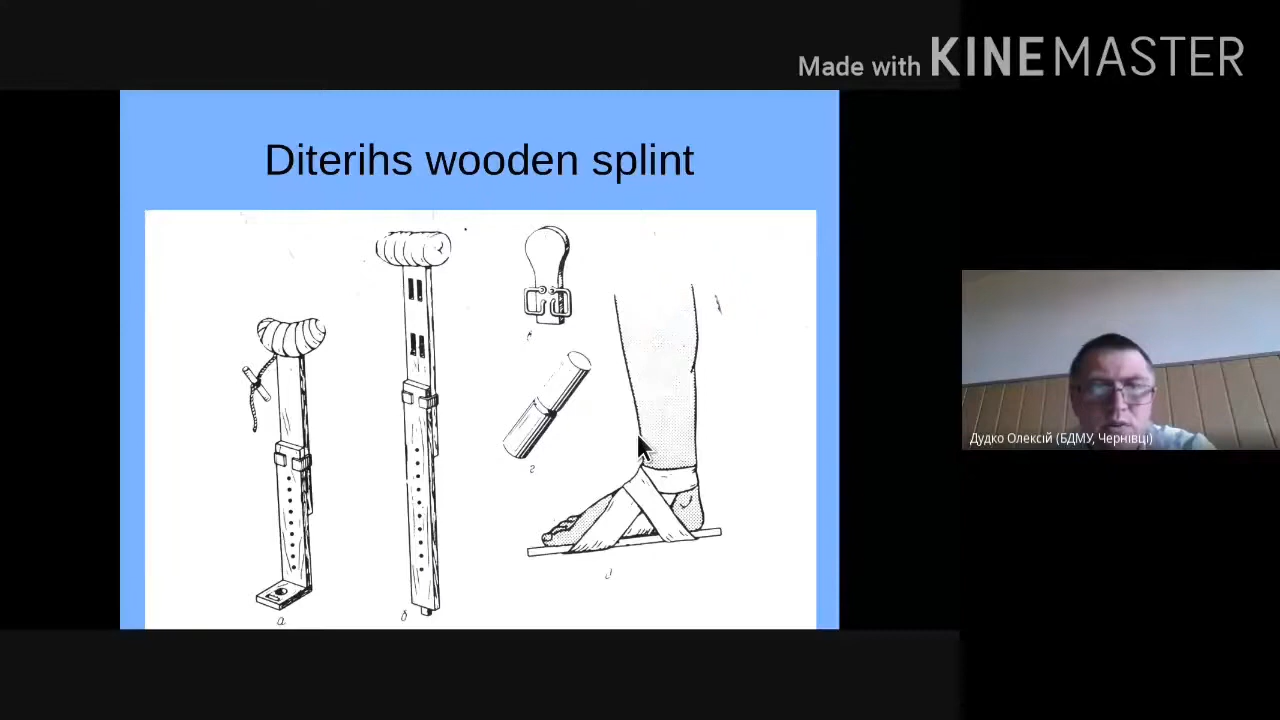 Made with KINEMASTER
Diterihs wooden splint
в
г
д
а
б
Дудко Олексій (БДМУ, Чернівці)